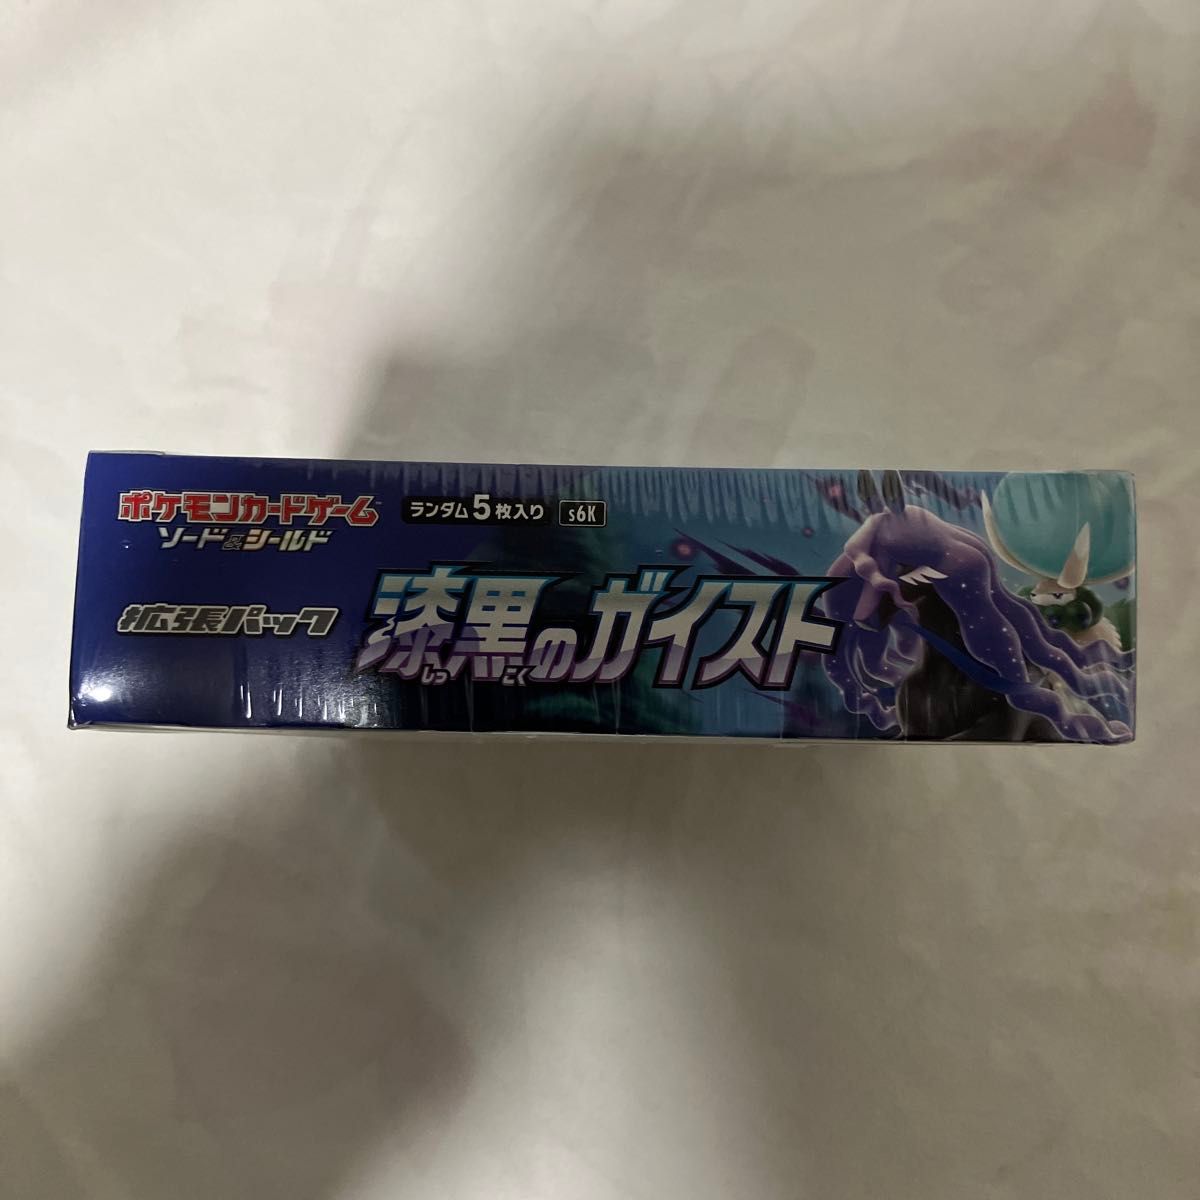 ポケモンカードゲーム™
ソード&シールド
ランダム5枚入り s6K
拡張パック
漆黒のガイスト
しっ こく